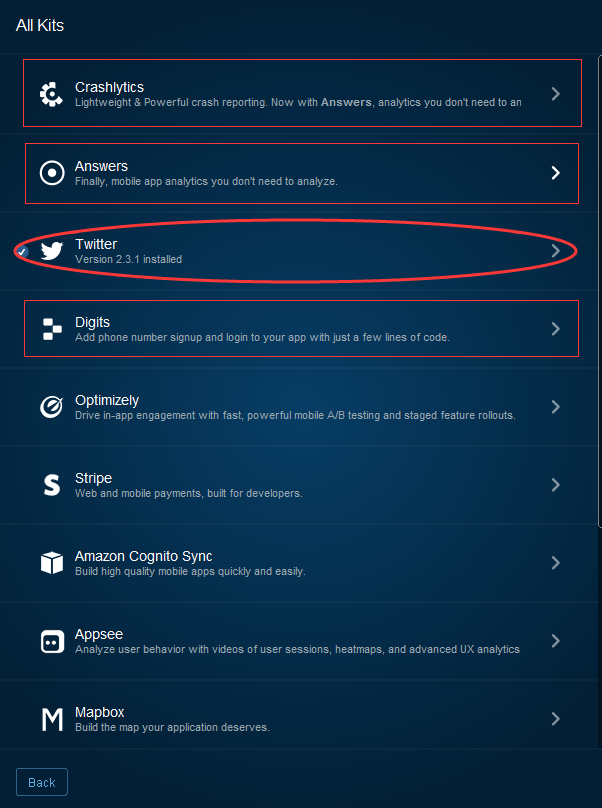 All Kits
Crashlytics
Lightweight & Powerful crash reporting. Now with Answers, analytics you don't need to an
Answers
Finally, mobile app analytics you don't need to analyze.
Twitter
Version 2.3.1 installed
Digits
Add phone number signup and login to your app with just a few lines of code.
Optimizely
Drive in-app engagement with fast, powerful mobile A/B testing and staged feature rollouts.
Stripe
Web and mobile payments, built for developers.
Amazon Cognito Sync
Build high quality mobile apps quickly and easily.
Appsee
Analyze user behavior with videos of user sessions, heatmaps, and advanced UX analytics
Mapbox
Build the map your application deserves.
Back